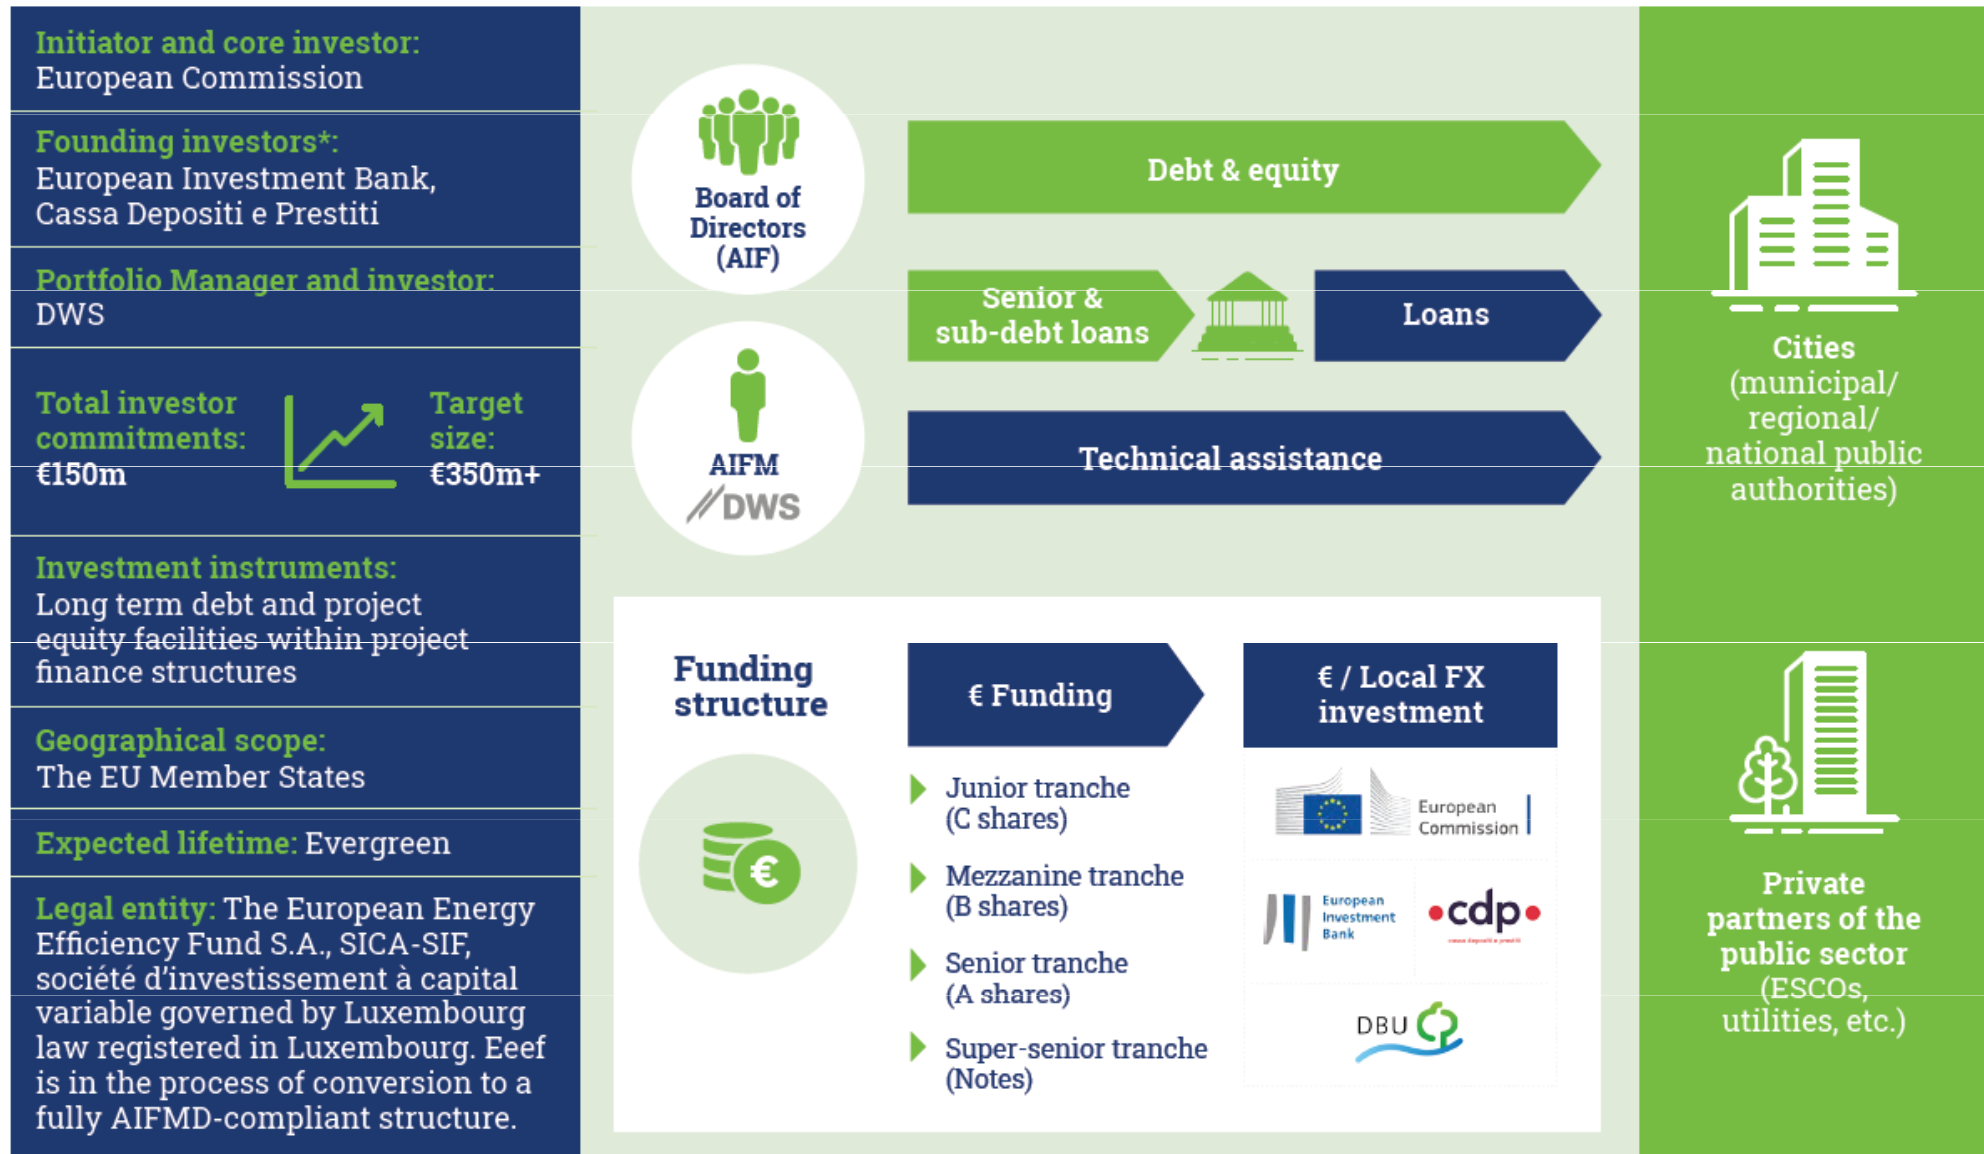 Initiator and core investor:
European Commission
Founding investors*:
European Investment Bank,
Cassa Depositi e Prestiti
Portfolio Manager and investor:
DWS
Total investor
commitments:
€150m
Target
size:
€350m+
Investment instruments:
Long term debt and project
equity facilities within project
finance structures
Geographical scope:
The EU Member States
Expected lifetime: Evergreen
Legal entity: The European Energy
Efficiency Fund S.A., SICA-SIF,
société d'investissement à capital
variable governed by Luxembourg
law registered in Luxembourg. Eeef
is in the process of conversion to a
fully AIFMD-compliant structure.
Board of
Directors
(AIF)
AIFM
DWS
Debt & equity
Senior &
sub-debt loans
Loans
Technical assistance
Funding
structure
€
€ Funding
Junior tranche
(C shares)
Mezzanine tranche
(B shares)
Senior tranche
(A shares)
Super-senior tranche
(Notes)
€ / Local FX
investment
European
Commission
European
Investment
Bank
cdp
cassa depositi e prestiti
DBU
Cities
(municipal/
regional/
national public
authorities)
Private
partners of the
public sector
(ESCOs,
utilities, etc.)